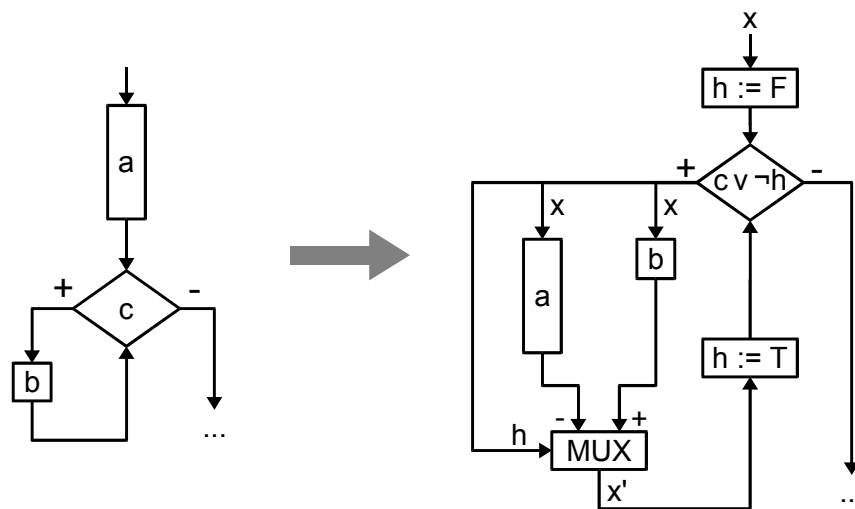 a
+
-
c
b
...
x
h := F
+
c v ¬h
-
x
x
a
b
h := T
-
+
h
MUX
x'
..